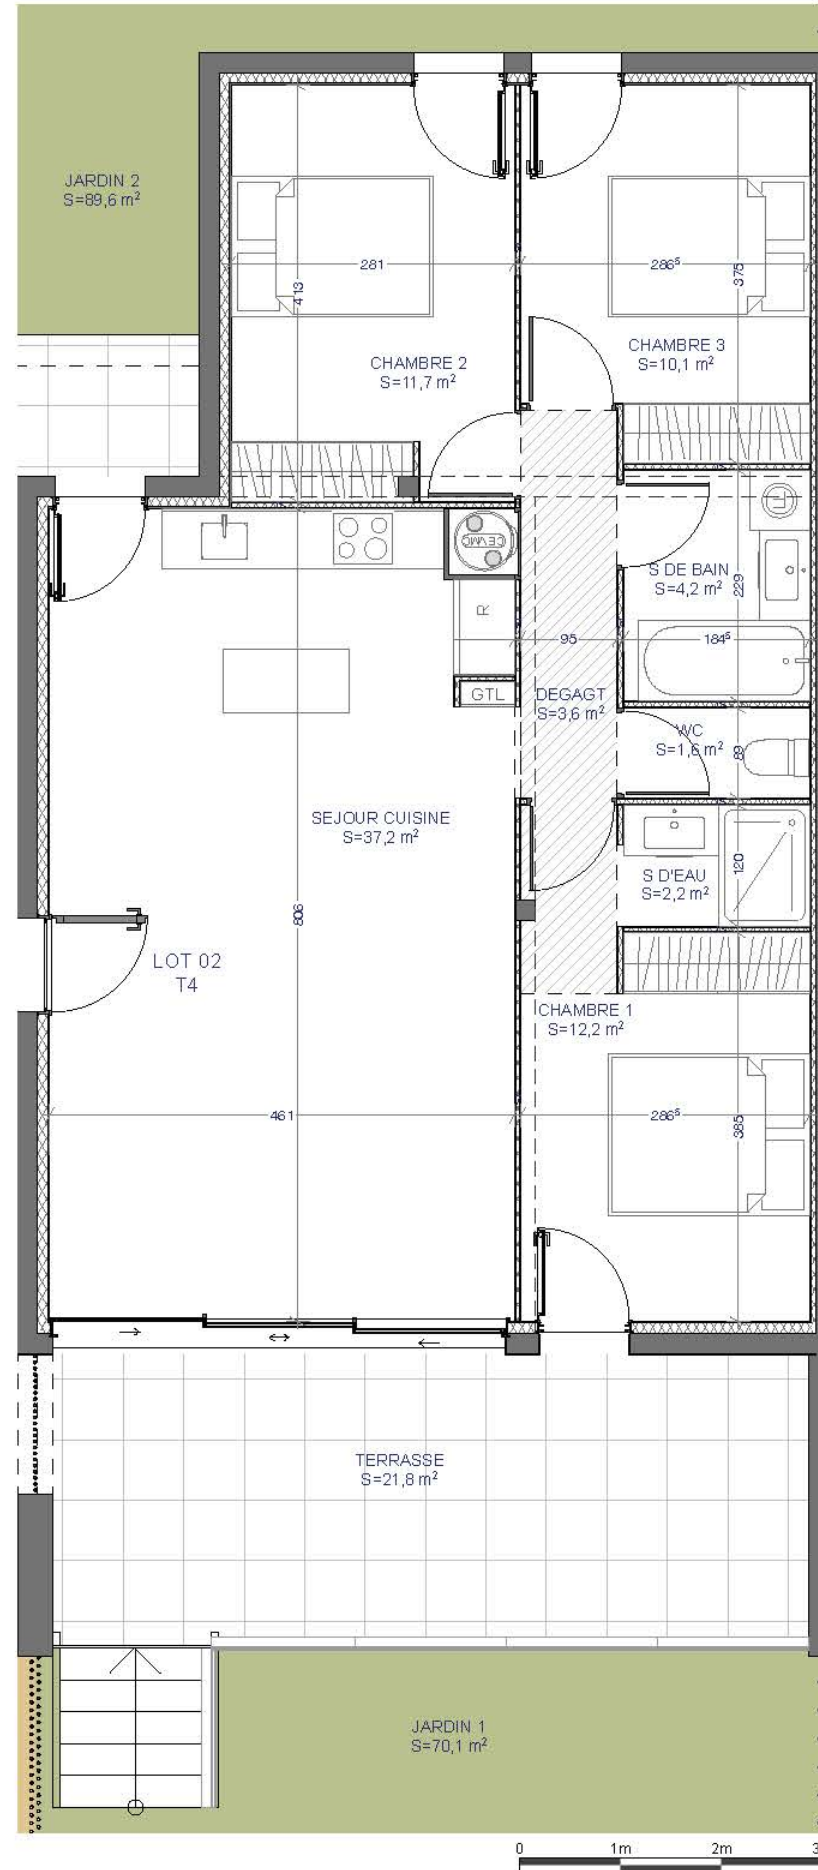 JARDIN 2
S=89,6 m²
281
413
286⁵
375
CHAMBRE 2
S=11,7 m²
CHAMBRE 3
S=10,1 m²
CEVMC
LL
R
GTL
S DE BAIN
S=4,2 m²
229
95
184⁵
DEGAGT
S=3,6 m²
WC
S=1,6 m²
89
SEJOUR CUISINE
S=37,2 m²
806
S D'EAU
S=2,2 m²
120
LOT 02
T4
CHAMBRE 1
S=12,2 m²
461
286⁵
385
TERRASSE
S=21,8 m²
JARDIN 1
S=70,1 m²
0 1m 2m 3